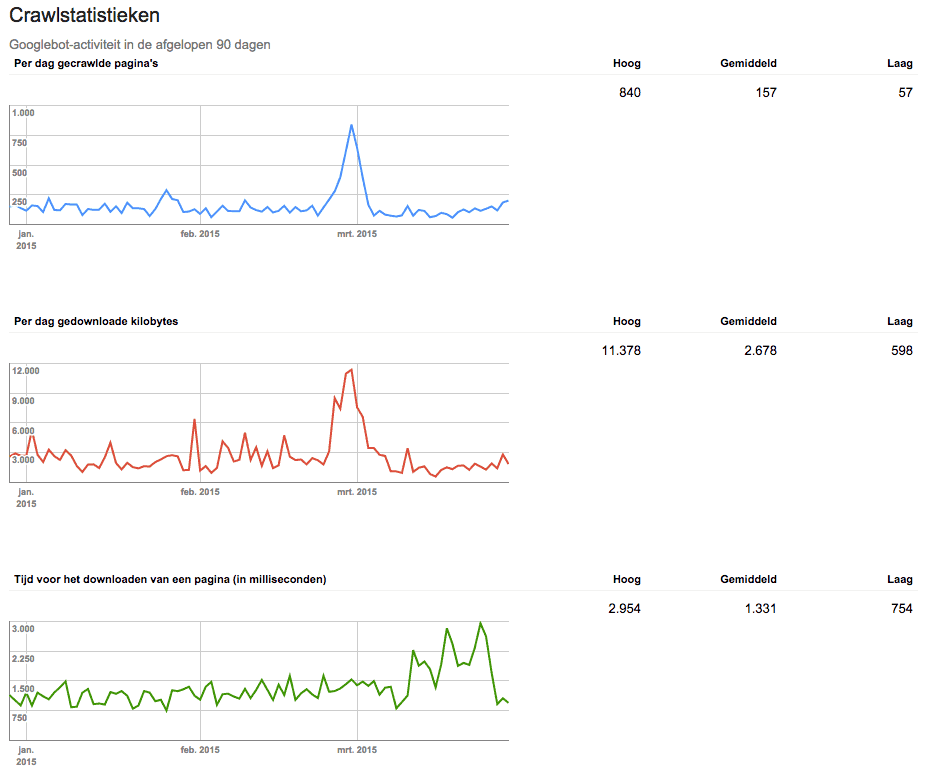 Crawlstatistieken
Googlebot-activiteit in de afgelopen 90 dagen
Per dag gecrawlde pagina's Hoog Gemiddeld Laag
840 157 57
1.000
750
500
250
jan. 2015 feb. 2015 mrt. 2015
Per dag gedownloade kilobytes Hoog Gemiddeld Laag
11.378 2.678 598
12.000
9.000
6.000
3.000
jan. 2015 feb. 2015 mrt. 2015
Tijd voor het downloaden van een pagina (in milliseconden) Hoog Gemiddeld Laag
2.954 1.331 754
3.000
2.250
1.500
750
jan. 2015 feb. 2015 mrt. 2015